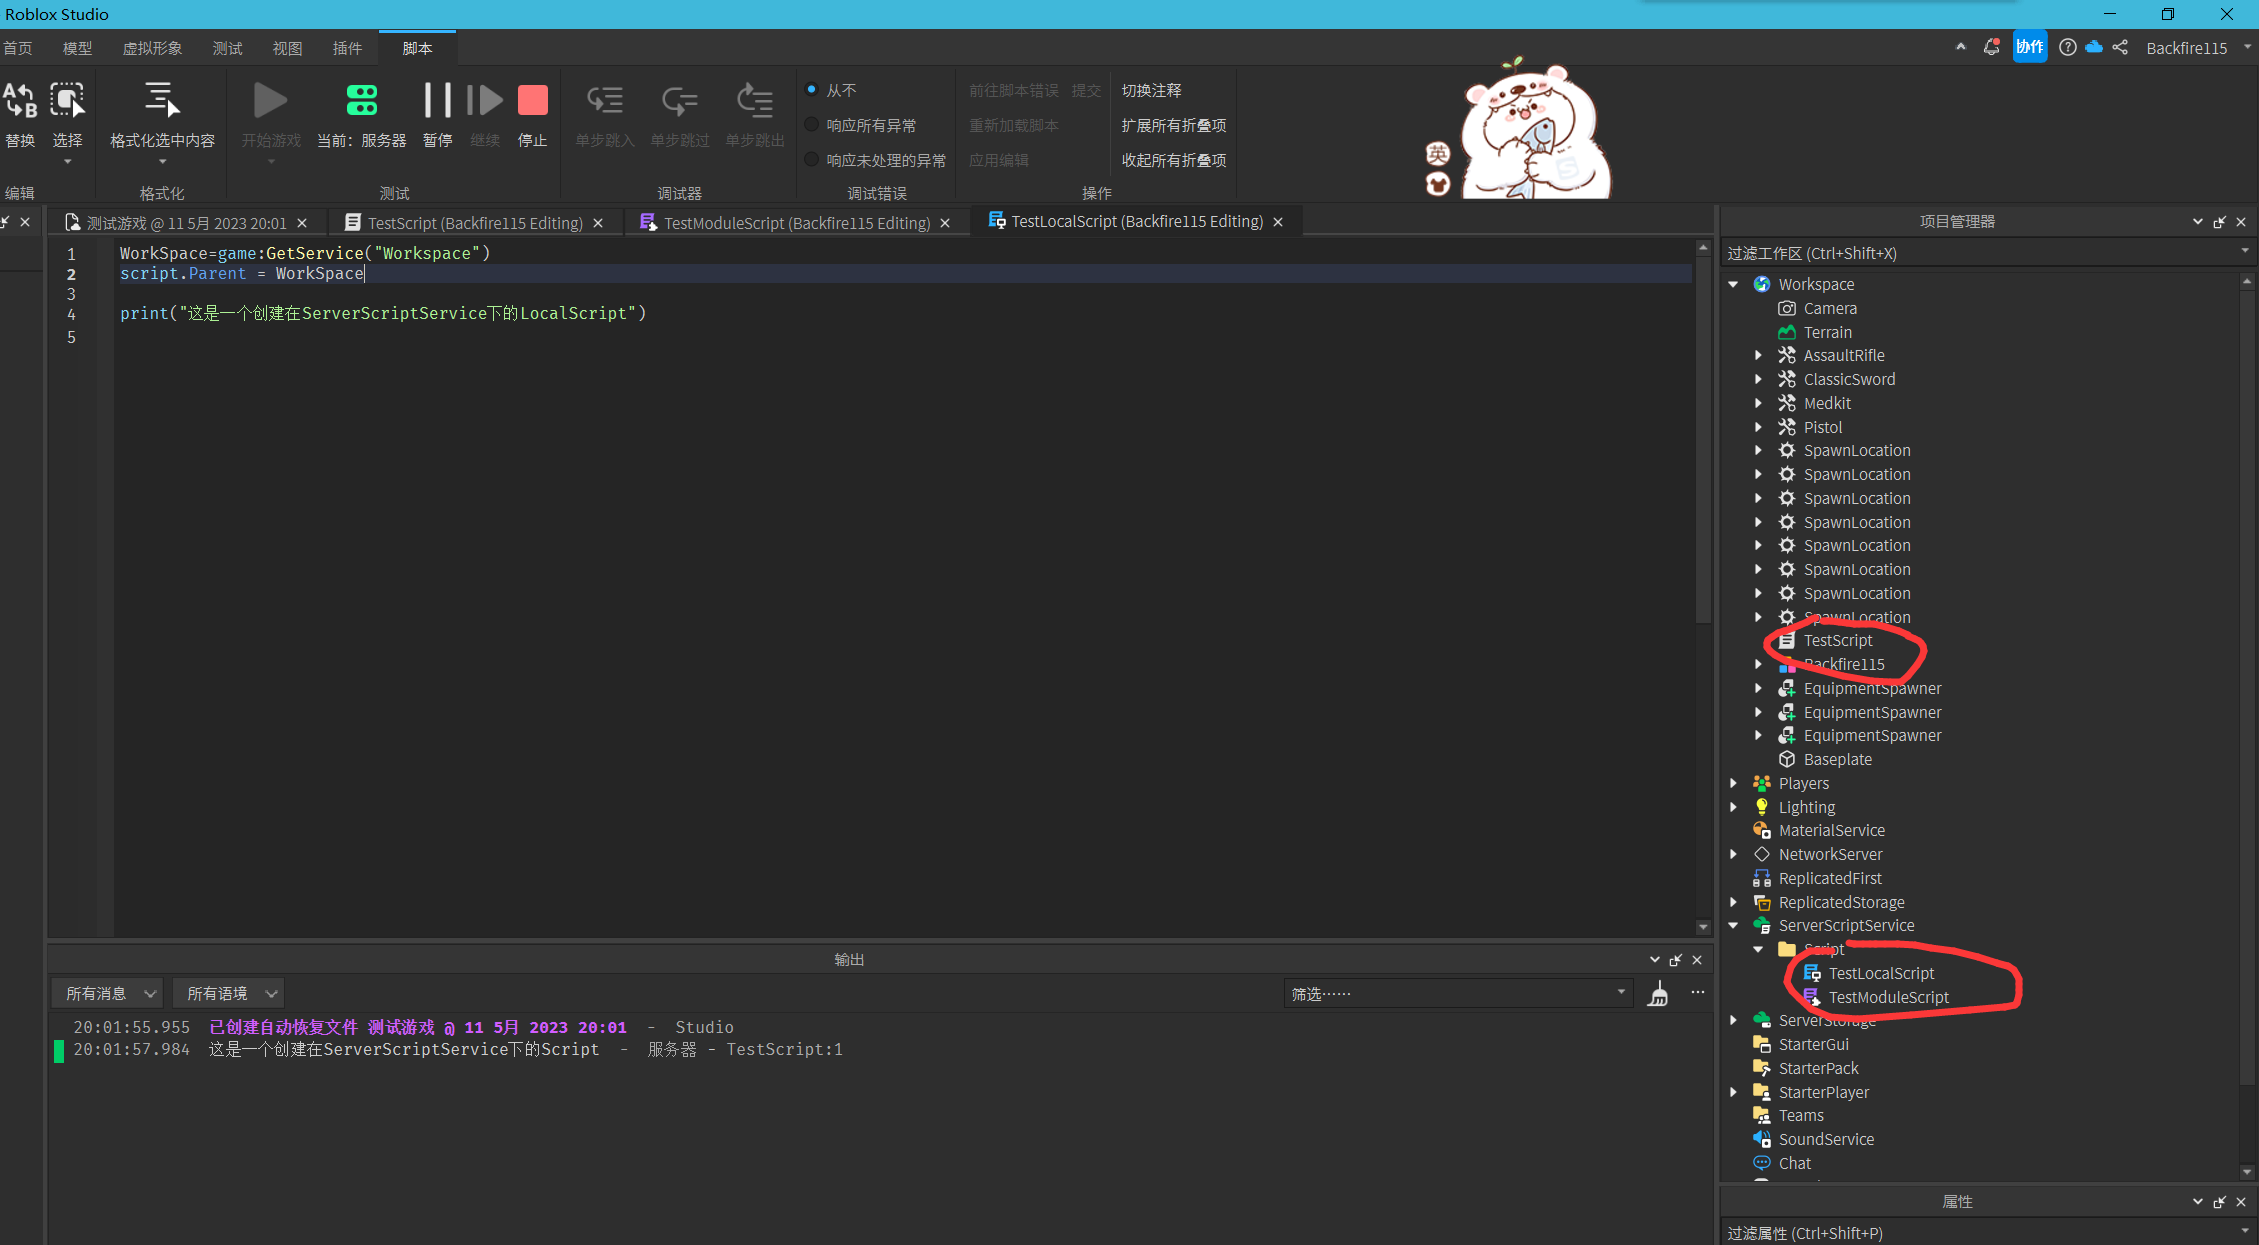 Roblox Studio
首页 模型 虚拟形象 测试 视图 插件 脚本
协作 Backfire115
替换 选择 格式化选中内容 开始游戏 当前：服务器 暂停 继续 停止 单步跳入 单步跳过 单步跳出
从不
响应所有异常
响应未处理的异常
前往脚本错误 提交
重新加载脚本
应用编辑
切换注释
扩展所有折叠项
收起所有折叠项
编辑 格式化 测试 调试器 调试错误 操作
英
测试游戏 @ 11 5月 2023 20:01 TestScript (Backfire115 Editing) TestModuleScript (Backfire115 Editing) TestLocalScript (Backfire115 Editing)
1 WorkSpace=game:GetService("Workspace")
2 script.Parent = WorkSpace
3
4 print("这是一个创建在ServerScriptService下的LocalScript")
5
输出
所有消息 所有语境 筛选……
20:01:55.955 已创建自动恢复文件 测试游戏 @ 11 5月 2023 20:01 - Studio
20:01:57.984 这是一个创建在ServerScriptService下的Script - 服务器 - TestScript:1
项目管理器
过滤工作区 (Ctrl+Shift+X)
Workspace
Camera
Terrain
AssaultRifle
ClassicSword
Medkit
Pistol
SpawnLocation
SpawnLocation
SpawnLocation
SpawnLocation
SpawnLocation
SpawnLocation
SpawnLocation
SpawnLocation
TestScript
Backfire115
EquipmentSpawner
EquipmentSpawner
EquipmentSpawner
Baseplate
Players
Lighting
MaterialService
NetworkServer
ReplicatedFirst
ReplicatedStorage
ServerScriptService
Script
TestLocalScript
TestModuleScript
ServerStorage
StarterGui
StarterPack
StarterPlayer
Teams
SoundService
Chat
属性
过滤属性 (Ctrl+Shift+P)